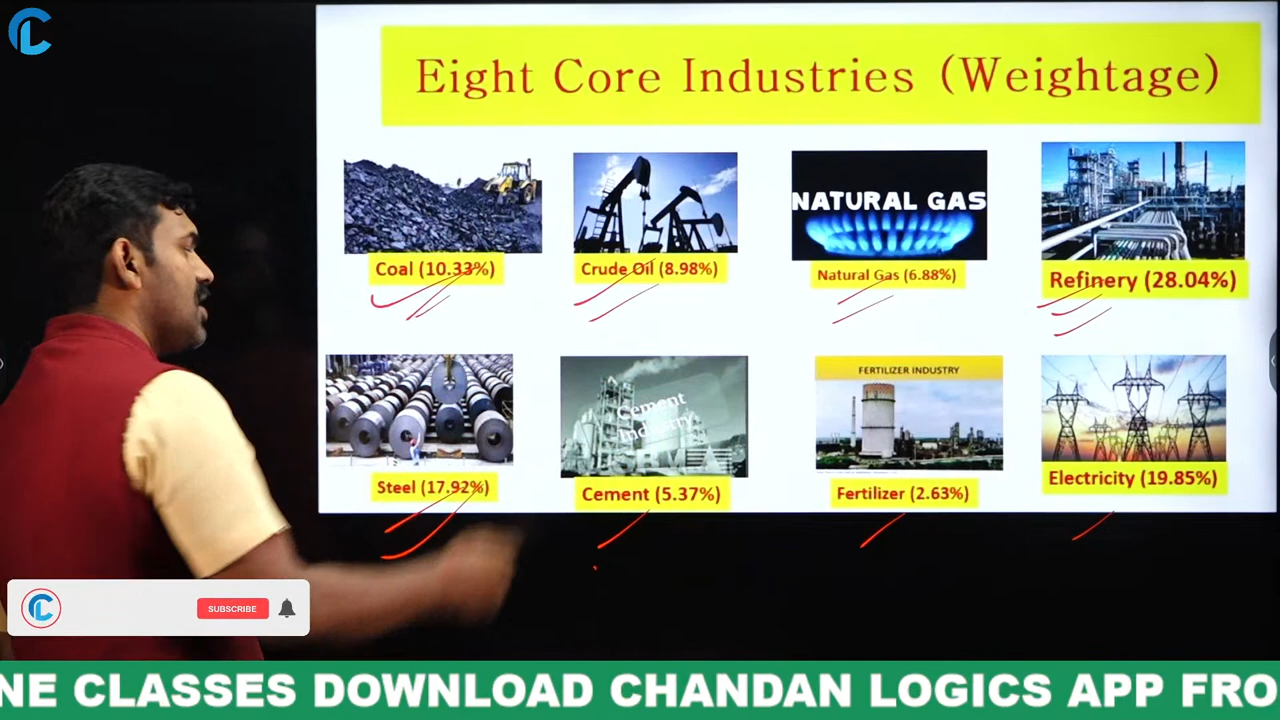 Eight Core Industries (Weightage)
NATURAL GAS
Coal (10.33%)
Crude Oil (8.98%)
Natural Gas (6.88%)
Refinery (28.04%)
Cement
Industry
FERTILIZER INDUSTRY
Steel (17.92%)
Cement (5.37%)
Fertilizer (2.63%)
Electricity (19.85%)
SUBSCRIBE
NE CLASSES DOWNLOAD CHANDAN LOGICS APP FRO